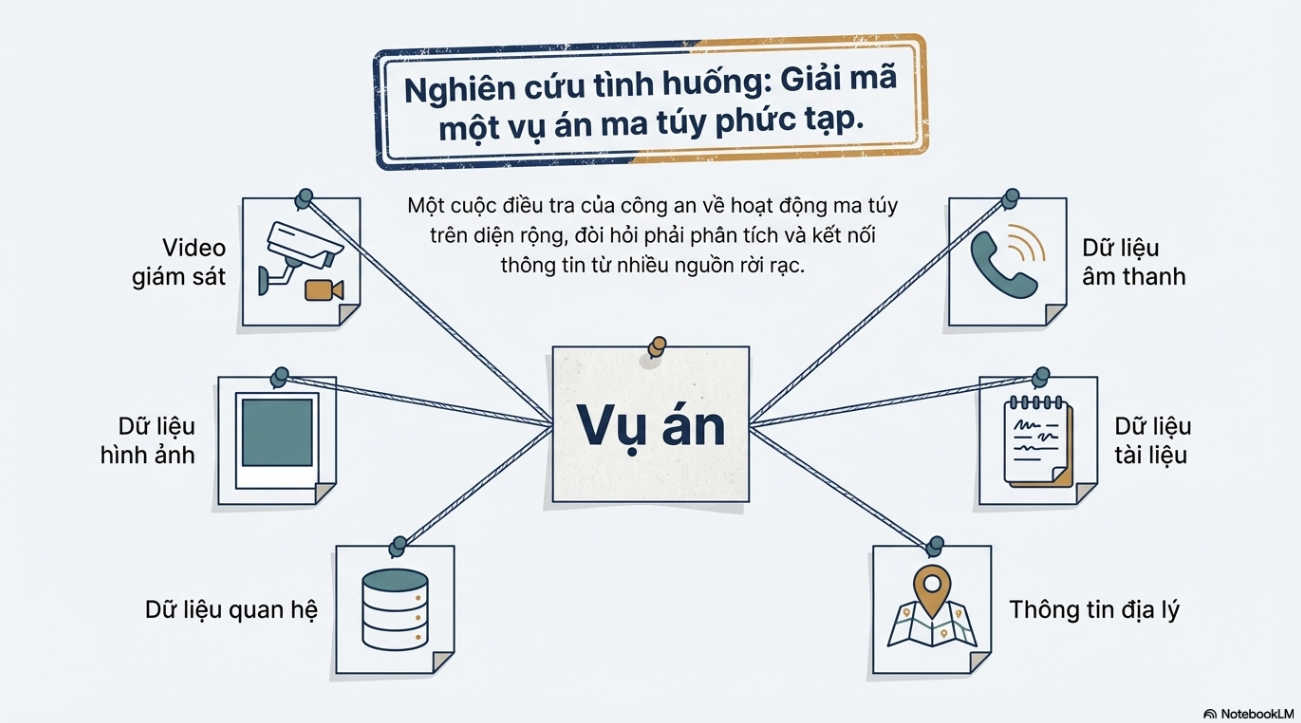 Nghiên cứu tình huống: Giải mã
một vụ án ma túy phức tạp.
Một cuộc điều tra của công an về hoạt động ma túy
trên diện rộng, đòi hỏi phải phân tích và kết nối
thông tin từ nhiều nguồn rời rạc.
Video
giám sát
Dữ liệu
âm thanh
Dữ liệu
hình ảnh
Vụ án
Dữ liệu
tài liệu
Dữ liệu quan hệ
Thông tin địa lý
NotebookLM